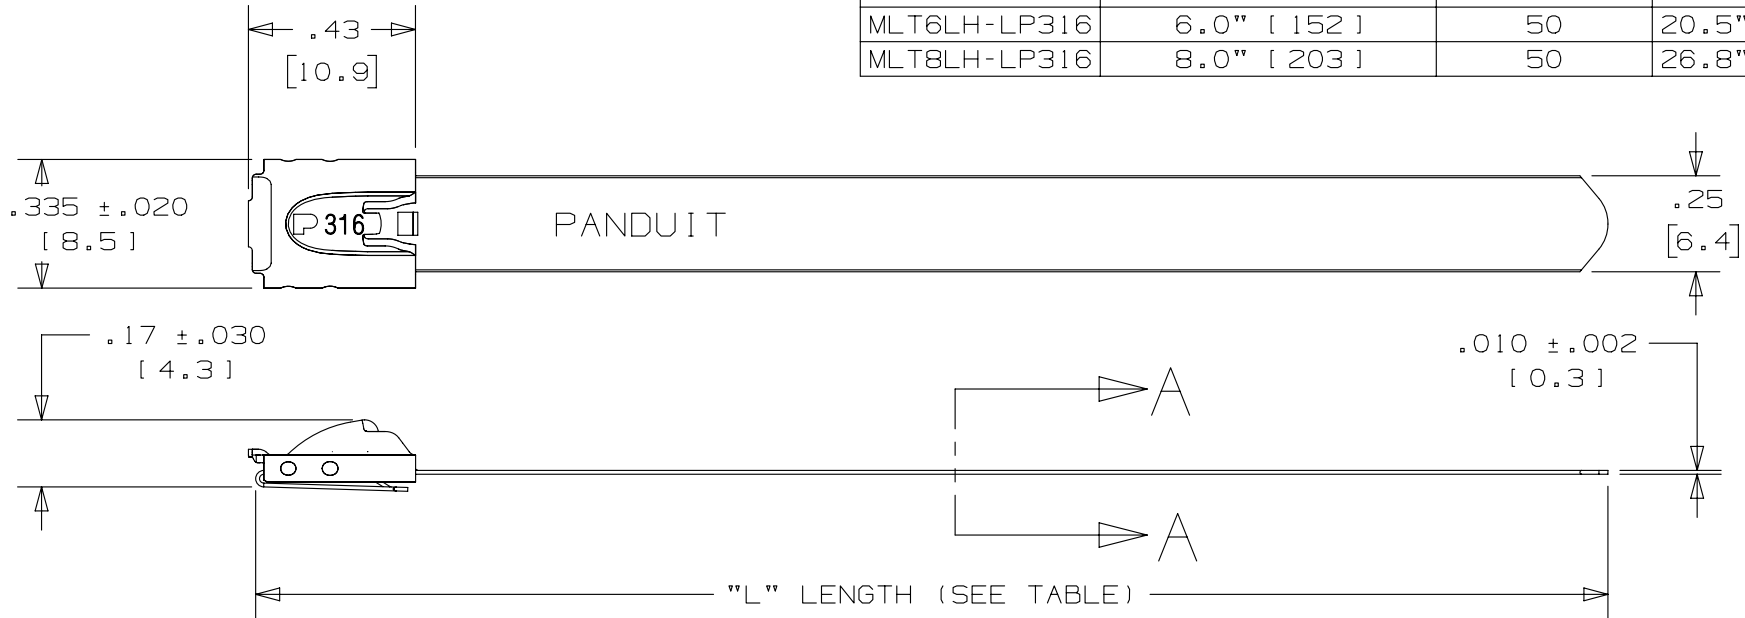 .43
[10.9]
MLT6LH-LP316 6.0" [152] 50 20.5"
MLT8LH-LP316 8.0" [203] 50 26.8"
.335 ±.020
[8.5]
P 316
PANDUIT
.25
[6.4]
.17 ±.030
[4.3]
.010 ±.002
[0.3]
A
A
"L" LENGTH (SEE TABLE)